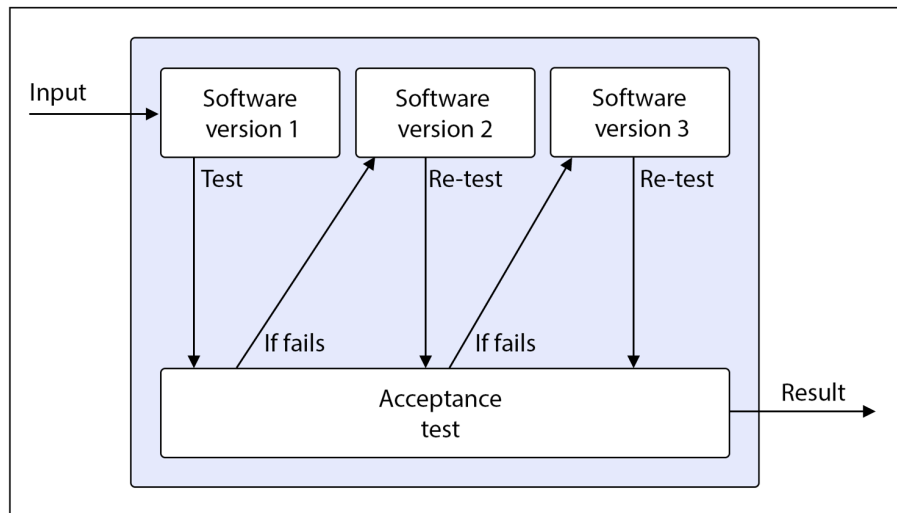 Input
Software
version 1
Software
version 2
Software
version 3
Test
Re-test
Re-test
If fails
If fails
Acceptance
test
Result